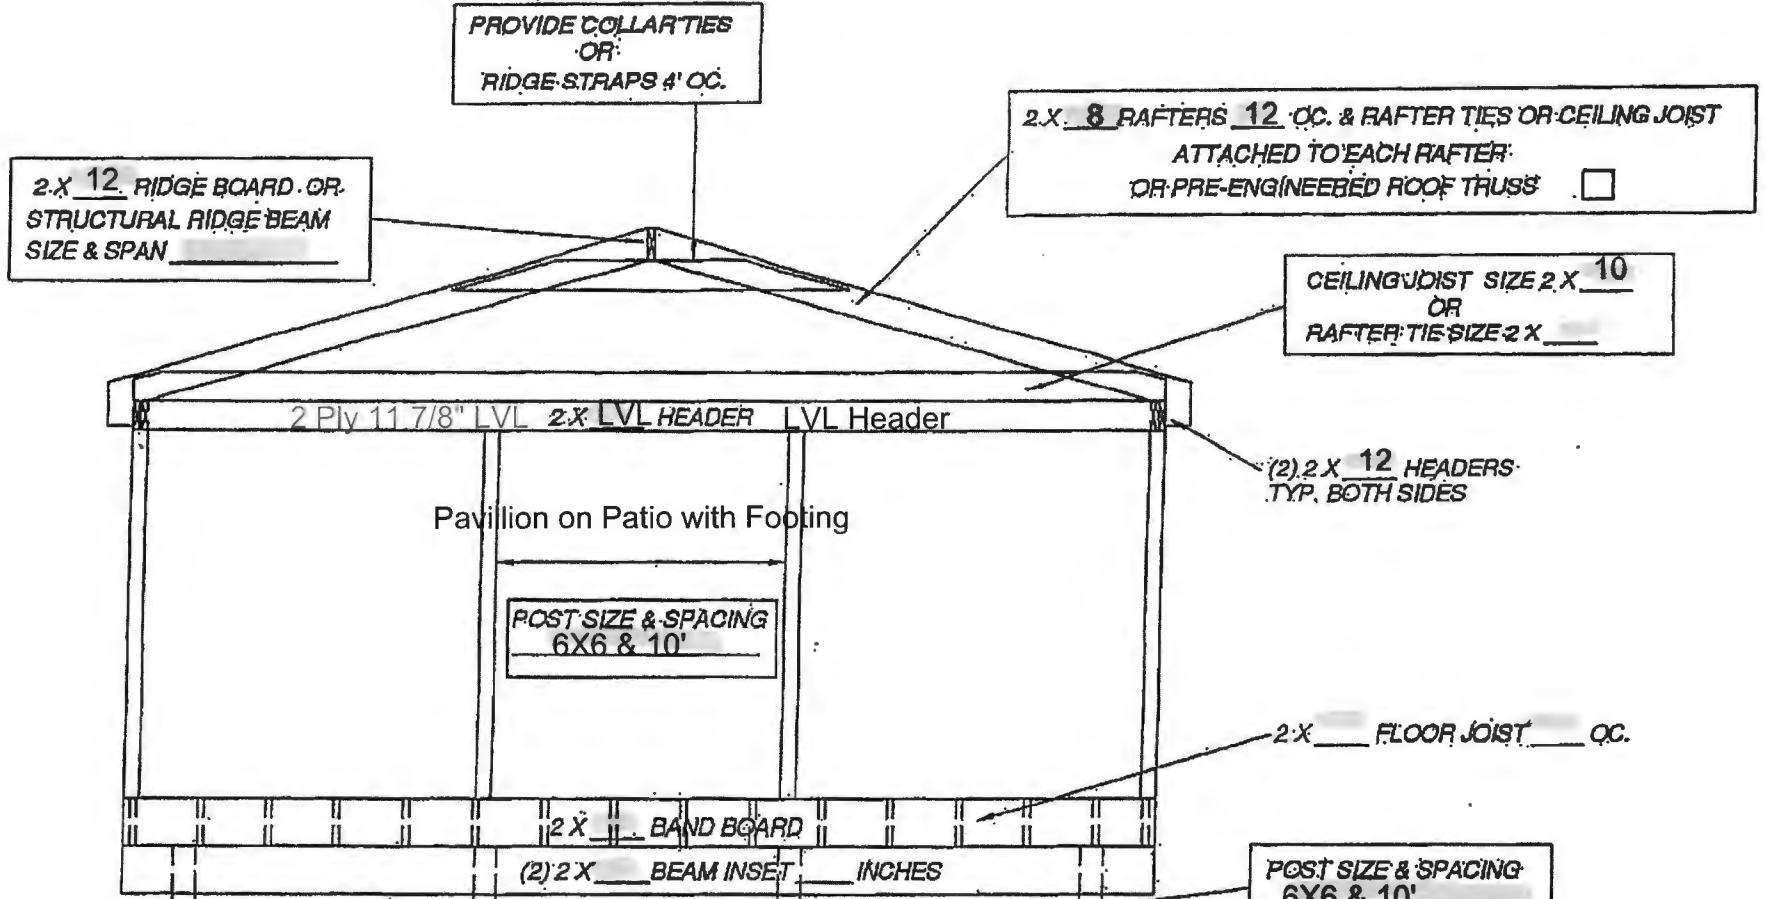 PROVIDE COLLAR TIES
OR
RIDGE STRAPS 4' OC.
2 X 8 RAFTERS 12 OC. & RAFTER TIES OR CEILING JOIST
ATTACHED TO EACH RAFTER
OR PRE-ENGINEERED ROOF TRUSS
2 X 12 RIDGE BOARD OR
STRUCTURAL RIDGE BEAM
SIZE & SPAN
CEILING JOIST SIZE 2 X 10
OR
RAFTER TIE SIZE 2 X
2 Ply 11 7/8" LVL 2 X LVL HEADER LVL Header
(2) 2 X 12 HEADERS
TYP. BOTH SIDES
Pavillion on Patio with Footing
POST SIZE & SPACING
6X6 & 10'
2 X FLOOR JOIST OC.
2 X BAND BOARD
(2) 2 X BEAM INSET INCHES
POST SIZE & SPACING
6X6 & 10'